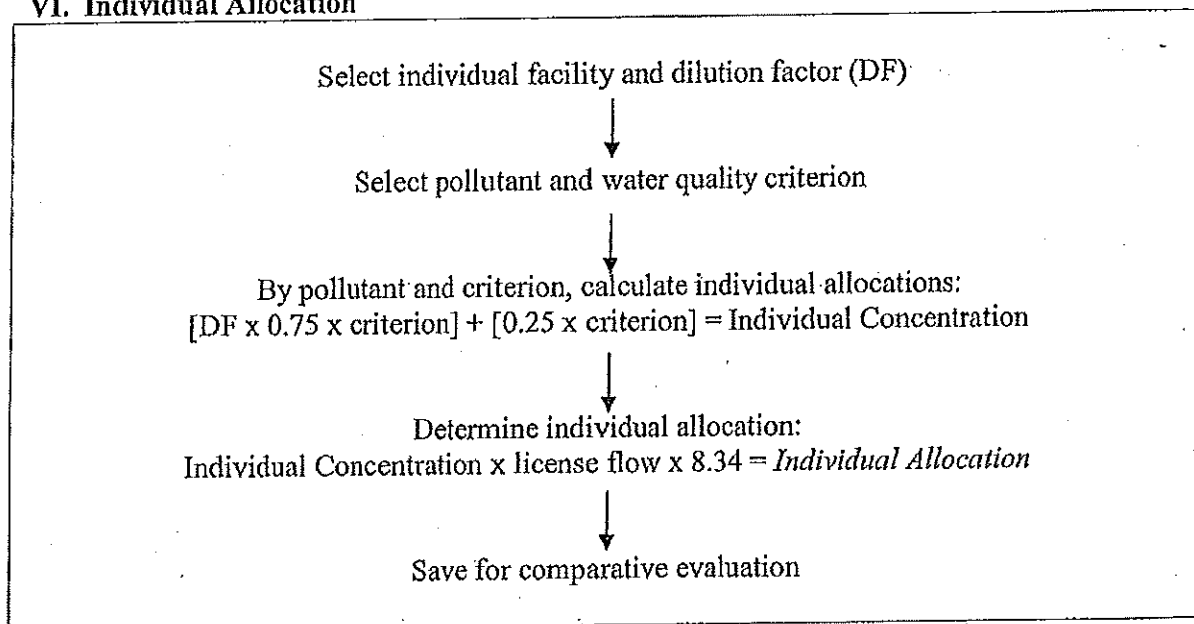 VI. Individual Allocation
Select individual facility and dilution factor (DF)
Select pollutant and water quality criterion
By pollutant and criterion, calculate individual allocations:
[DF x 0.75 x criterion] + [0.25 x criterion] = Individual Concentration
Determine individual allocation:
Individual Concentration x license flow x 8.34 = Individual Allocation
Save for comparative evaluation